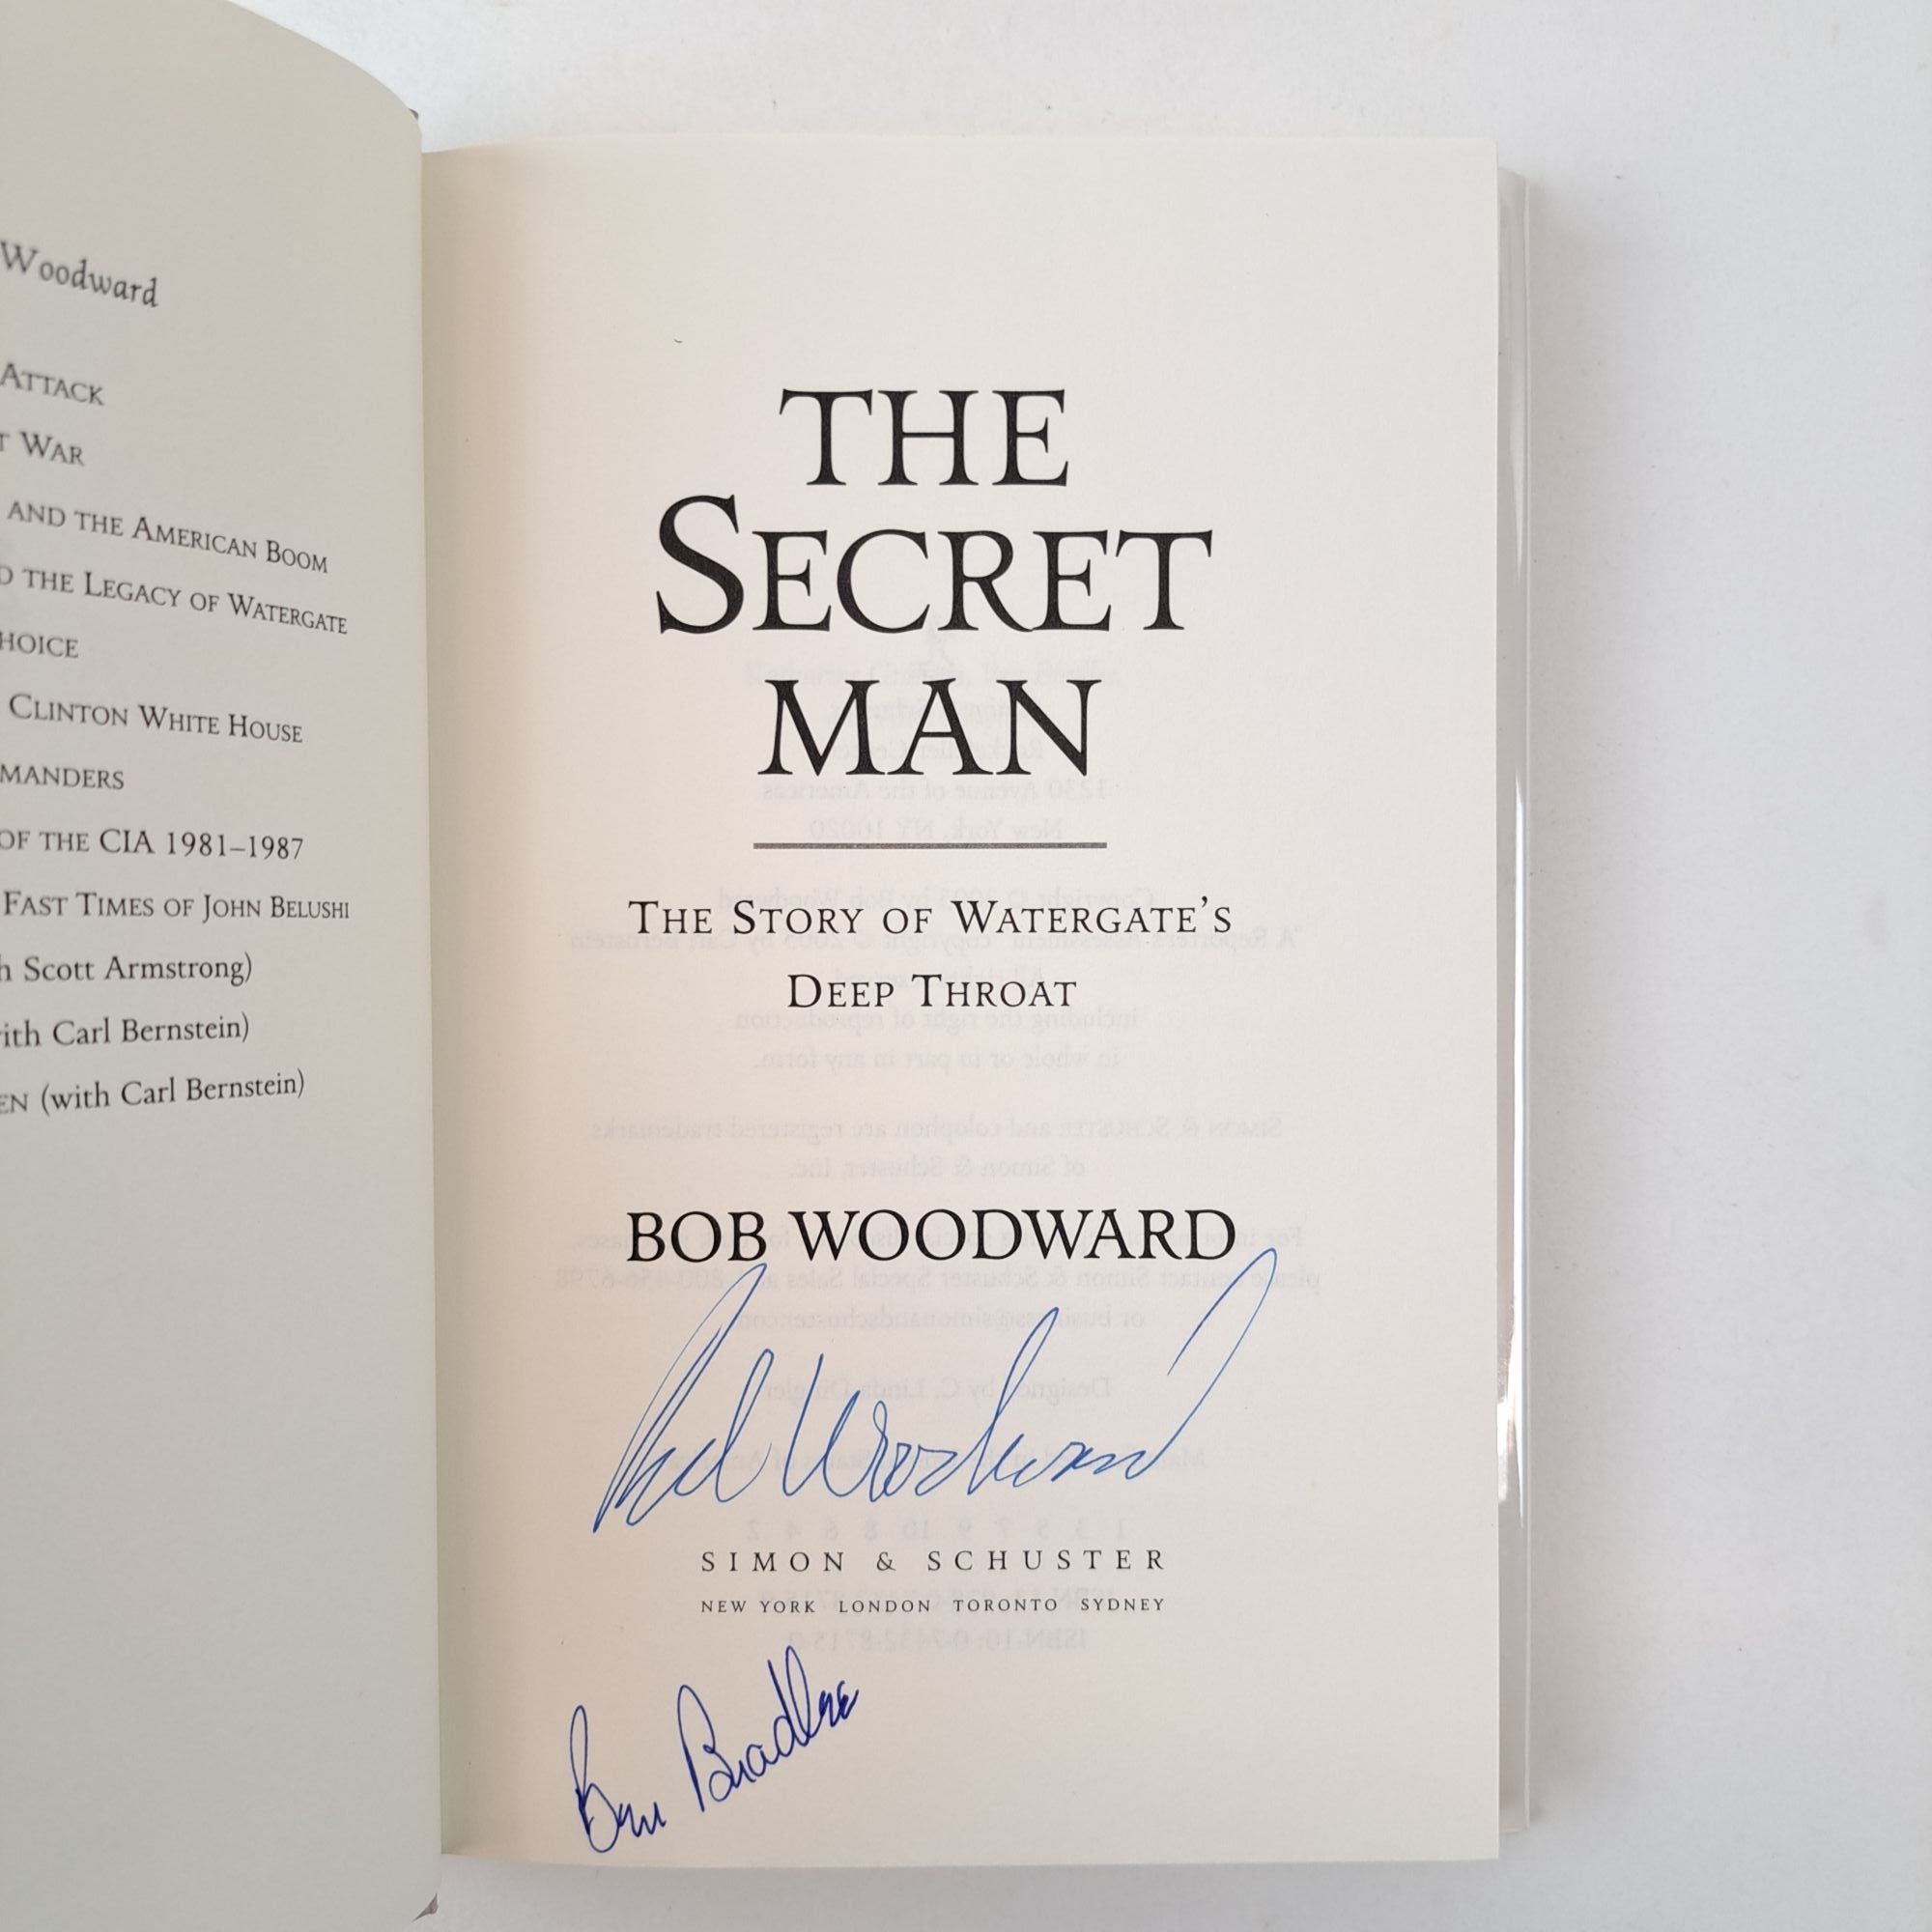 Woodward
ATTACK
WAR
AND THE AMERICAN BOOM
THE LEGACY OF WATERGATE
HOICE
CLINTON WHITE HOUSE
MANDERS
OF THE CIA 1981–1987
FAST TIMES OF JOHN BELUSHI
h Scott Armstrong)
ith Carl Bernstein)
EN (with Carl Bernstein)
THE
SECRET
MAN
THE STORY OF WATERGATE'S
DEEP THROAT
BOB WOODWARD
Bob Woodward
SIMON & SCHUSTER
NEW YORK LONDON TORONTO SYDNEY
Ben Bradlee